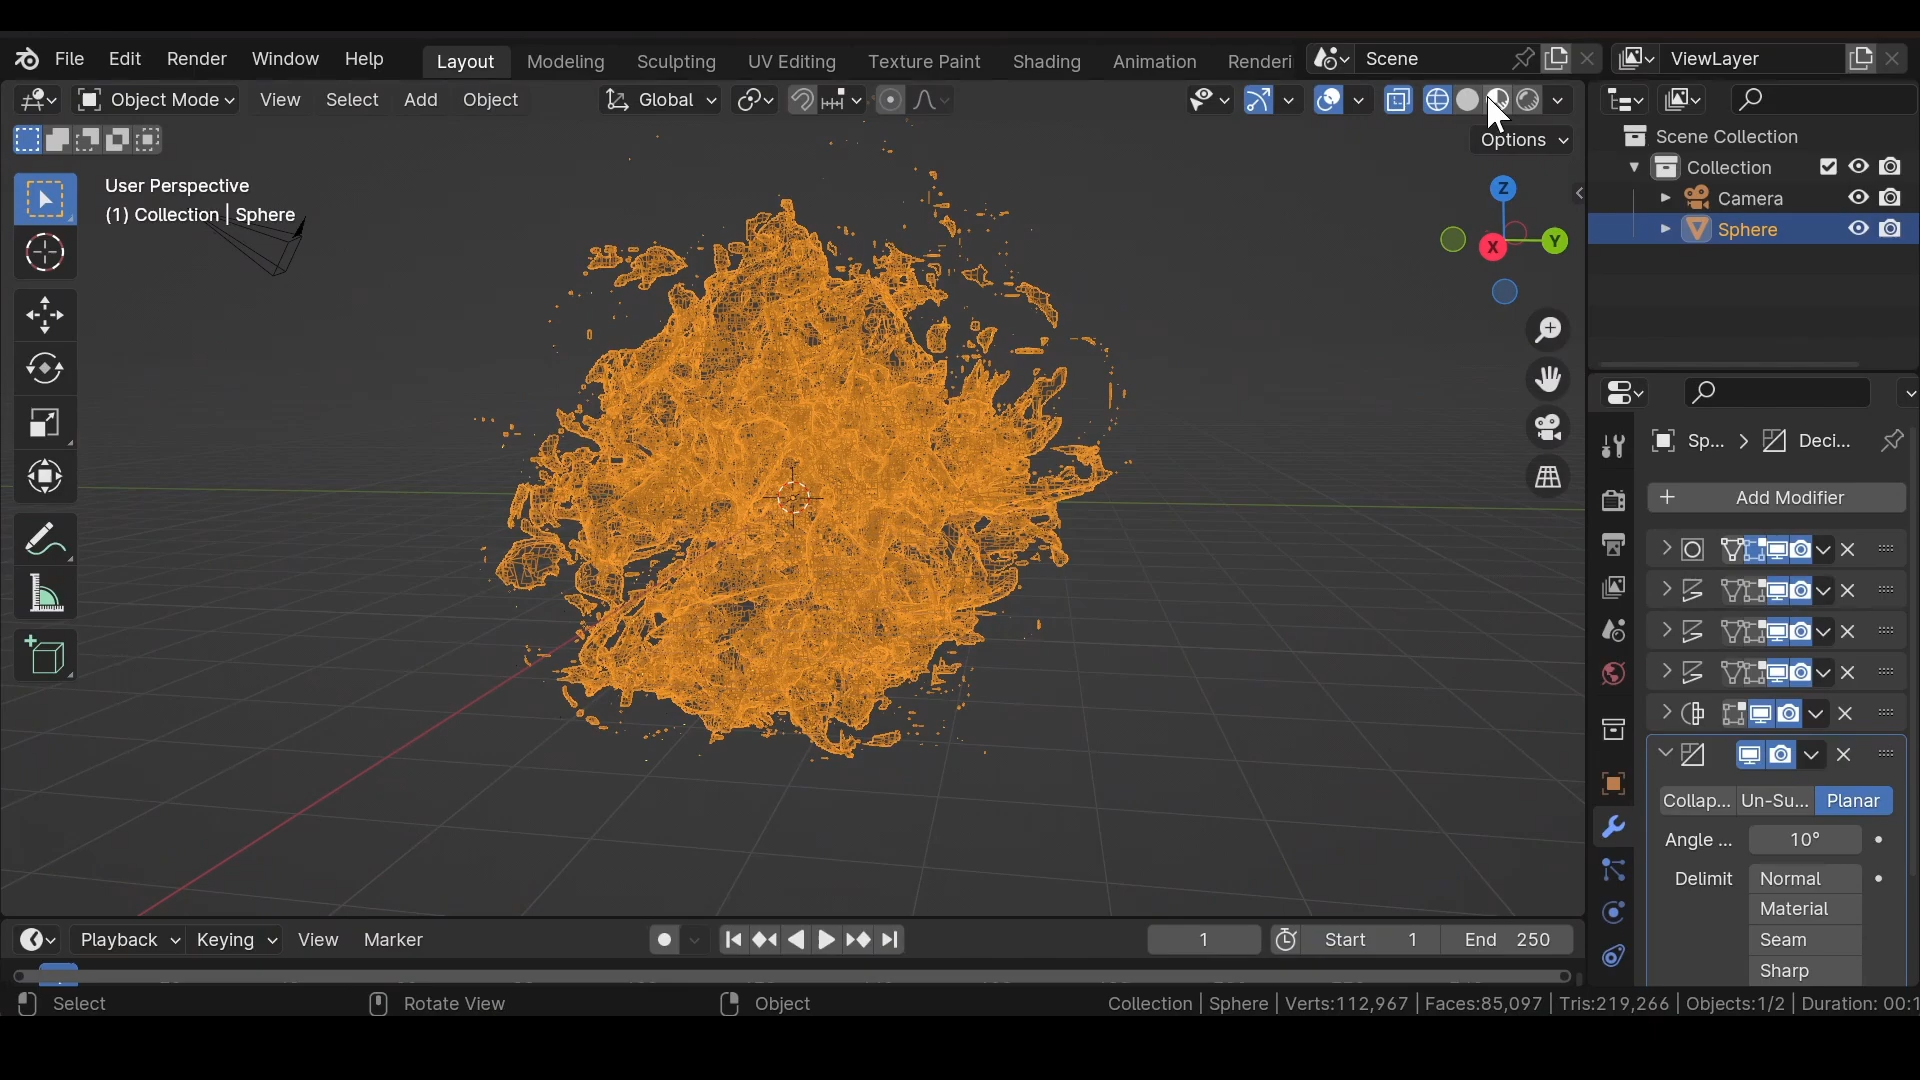 File Edit Render Window Help Layout Modeling Sculpting UV Editing Texture Paint Shading Animation Renderi Scene ViewLayer
Object Mode View Select Add Object Global
Options
User Perspective
(1) Collection | Sphere
Z
Y
X
Scene Collection
Collection
Camera
Sphere
Sp... > Deci...
+ Add Modifier
Collap... Un-Su... Planar
Angle ... 10°
Delimit Normal
Material
Seam
Sharp
Playback Keying View Marker 1 Start 1 End 250
Select Rotate View Object Collection | Sphere | Verts:112,967 | Faces:85,097 | Tris:219,266 | Objects:1/2 | Duration: 00:1